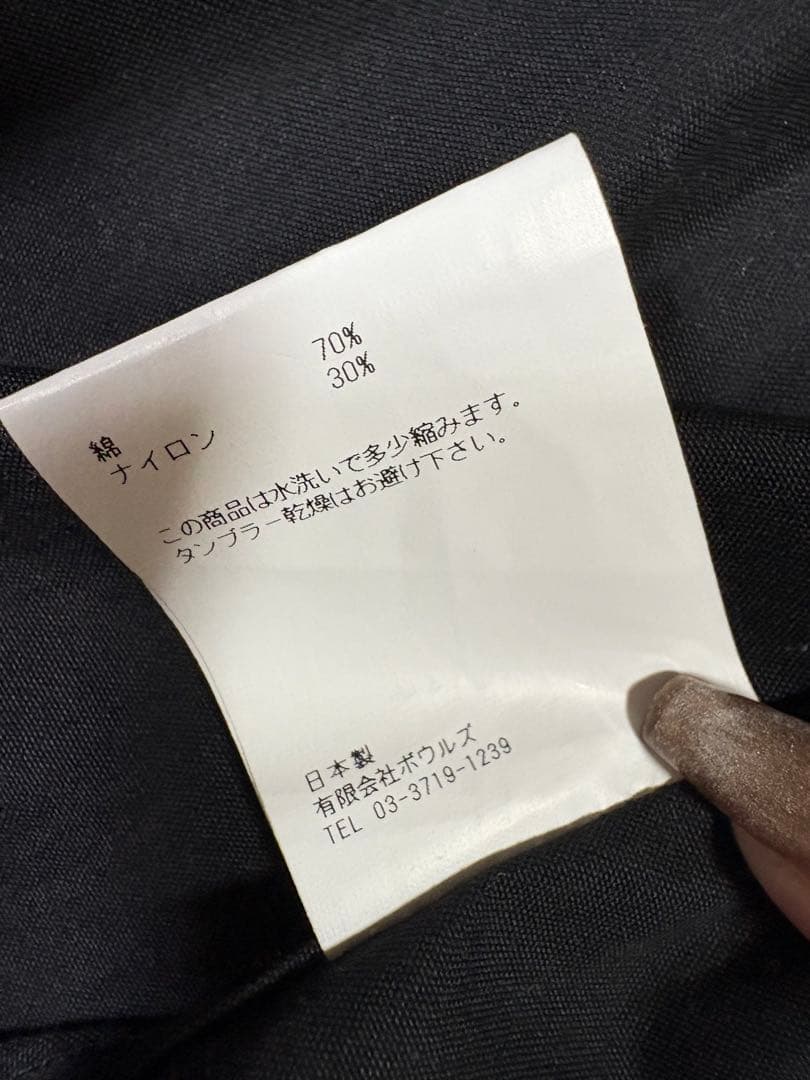 綿 70%
ナイロン 30%
この商品は水洗いで多少縮みます。
タンブラー乾燥はお避け下さい。
日本製
有限会社ボウルズ
TEL 03-3719-1239